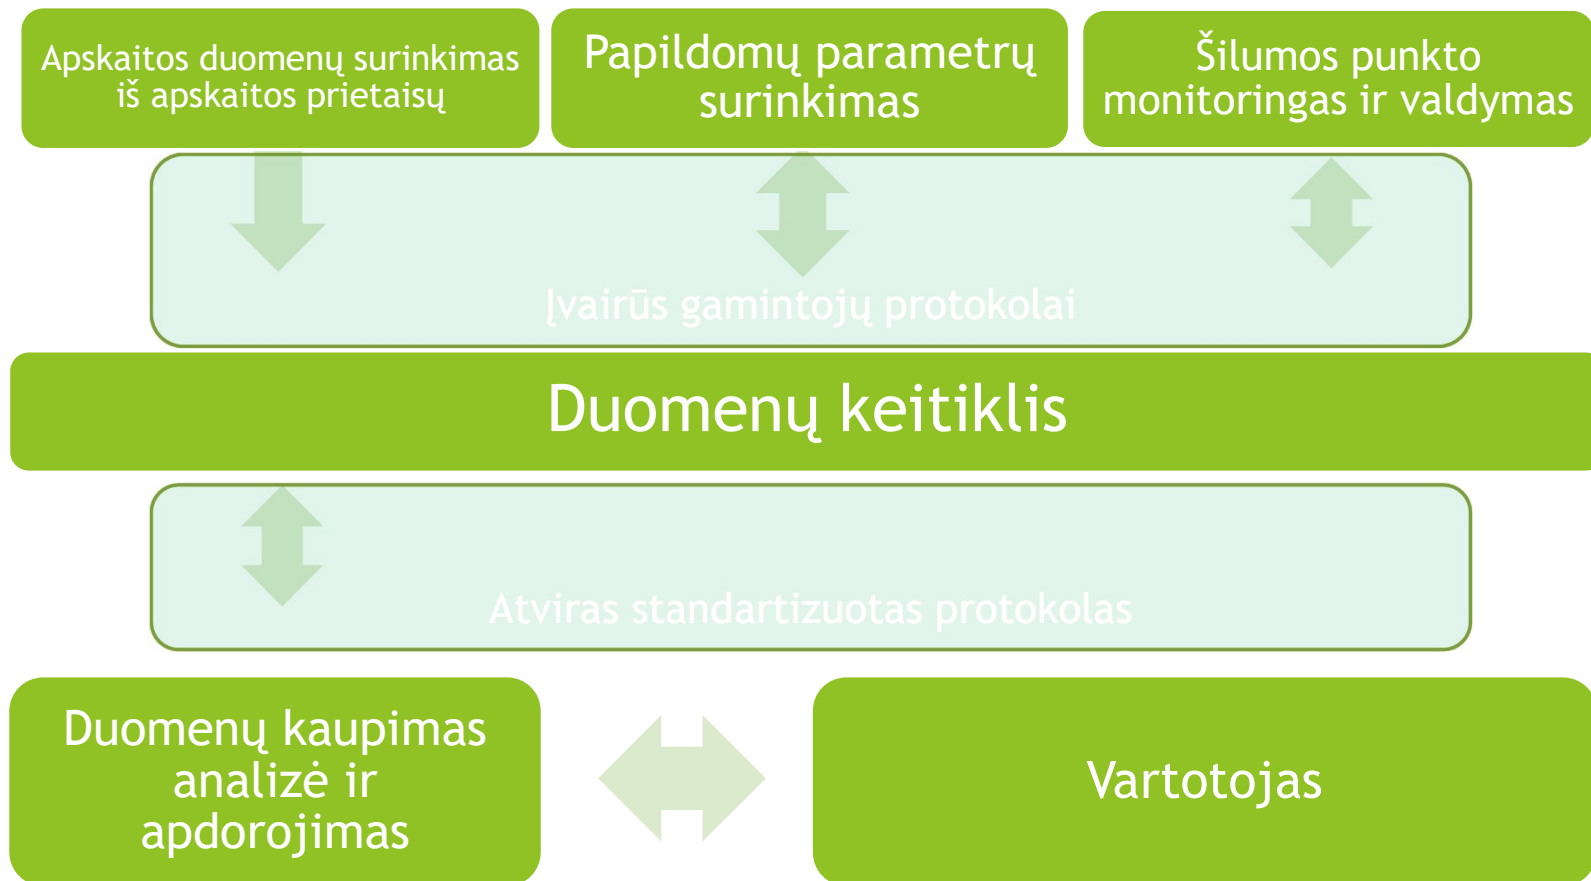 Apskaitos duomenų surinkimas
iš apskaitos prietaisų
Papildomų parametrų
surinkimas
Šilumos punkto
monitoringas ir valdymas
Įvairūs gamintojų protokolai
Duomenų keitiklis
Atviras standartizuotas protokolas
Duomenų kaupimas
analizė ir
apdorojimas
Vartotojas